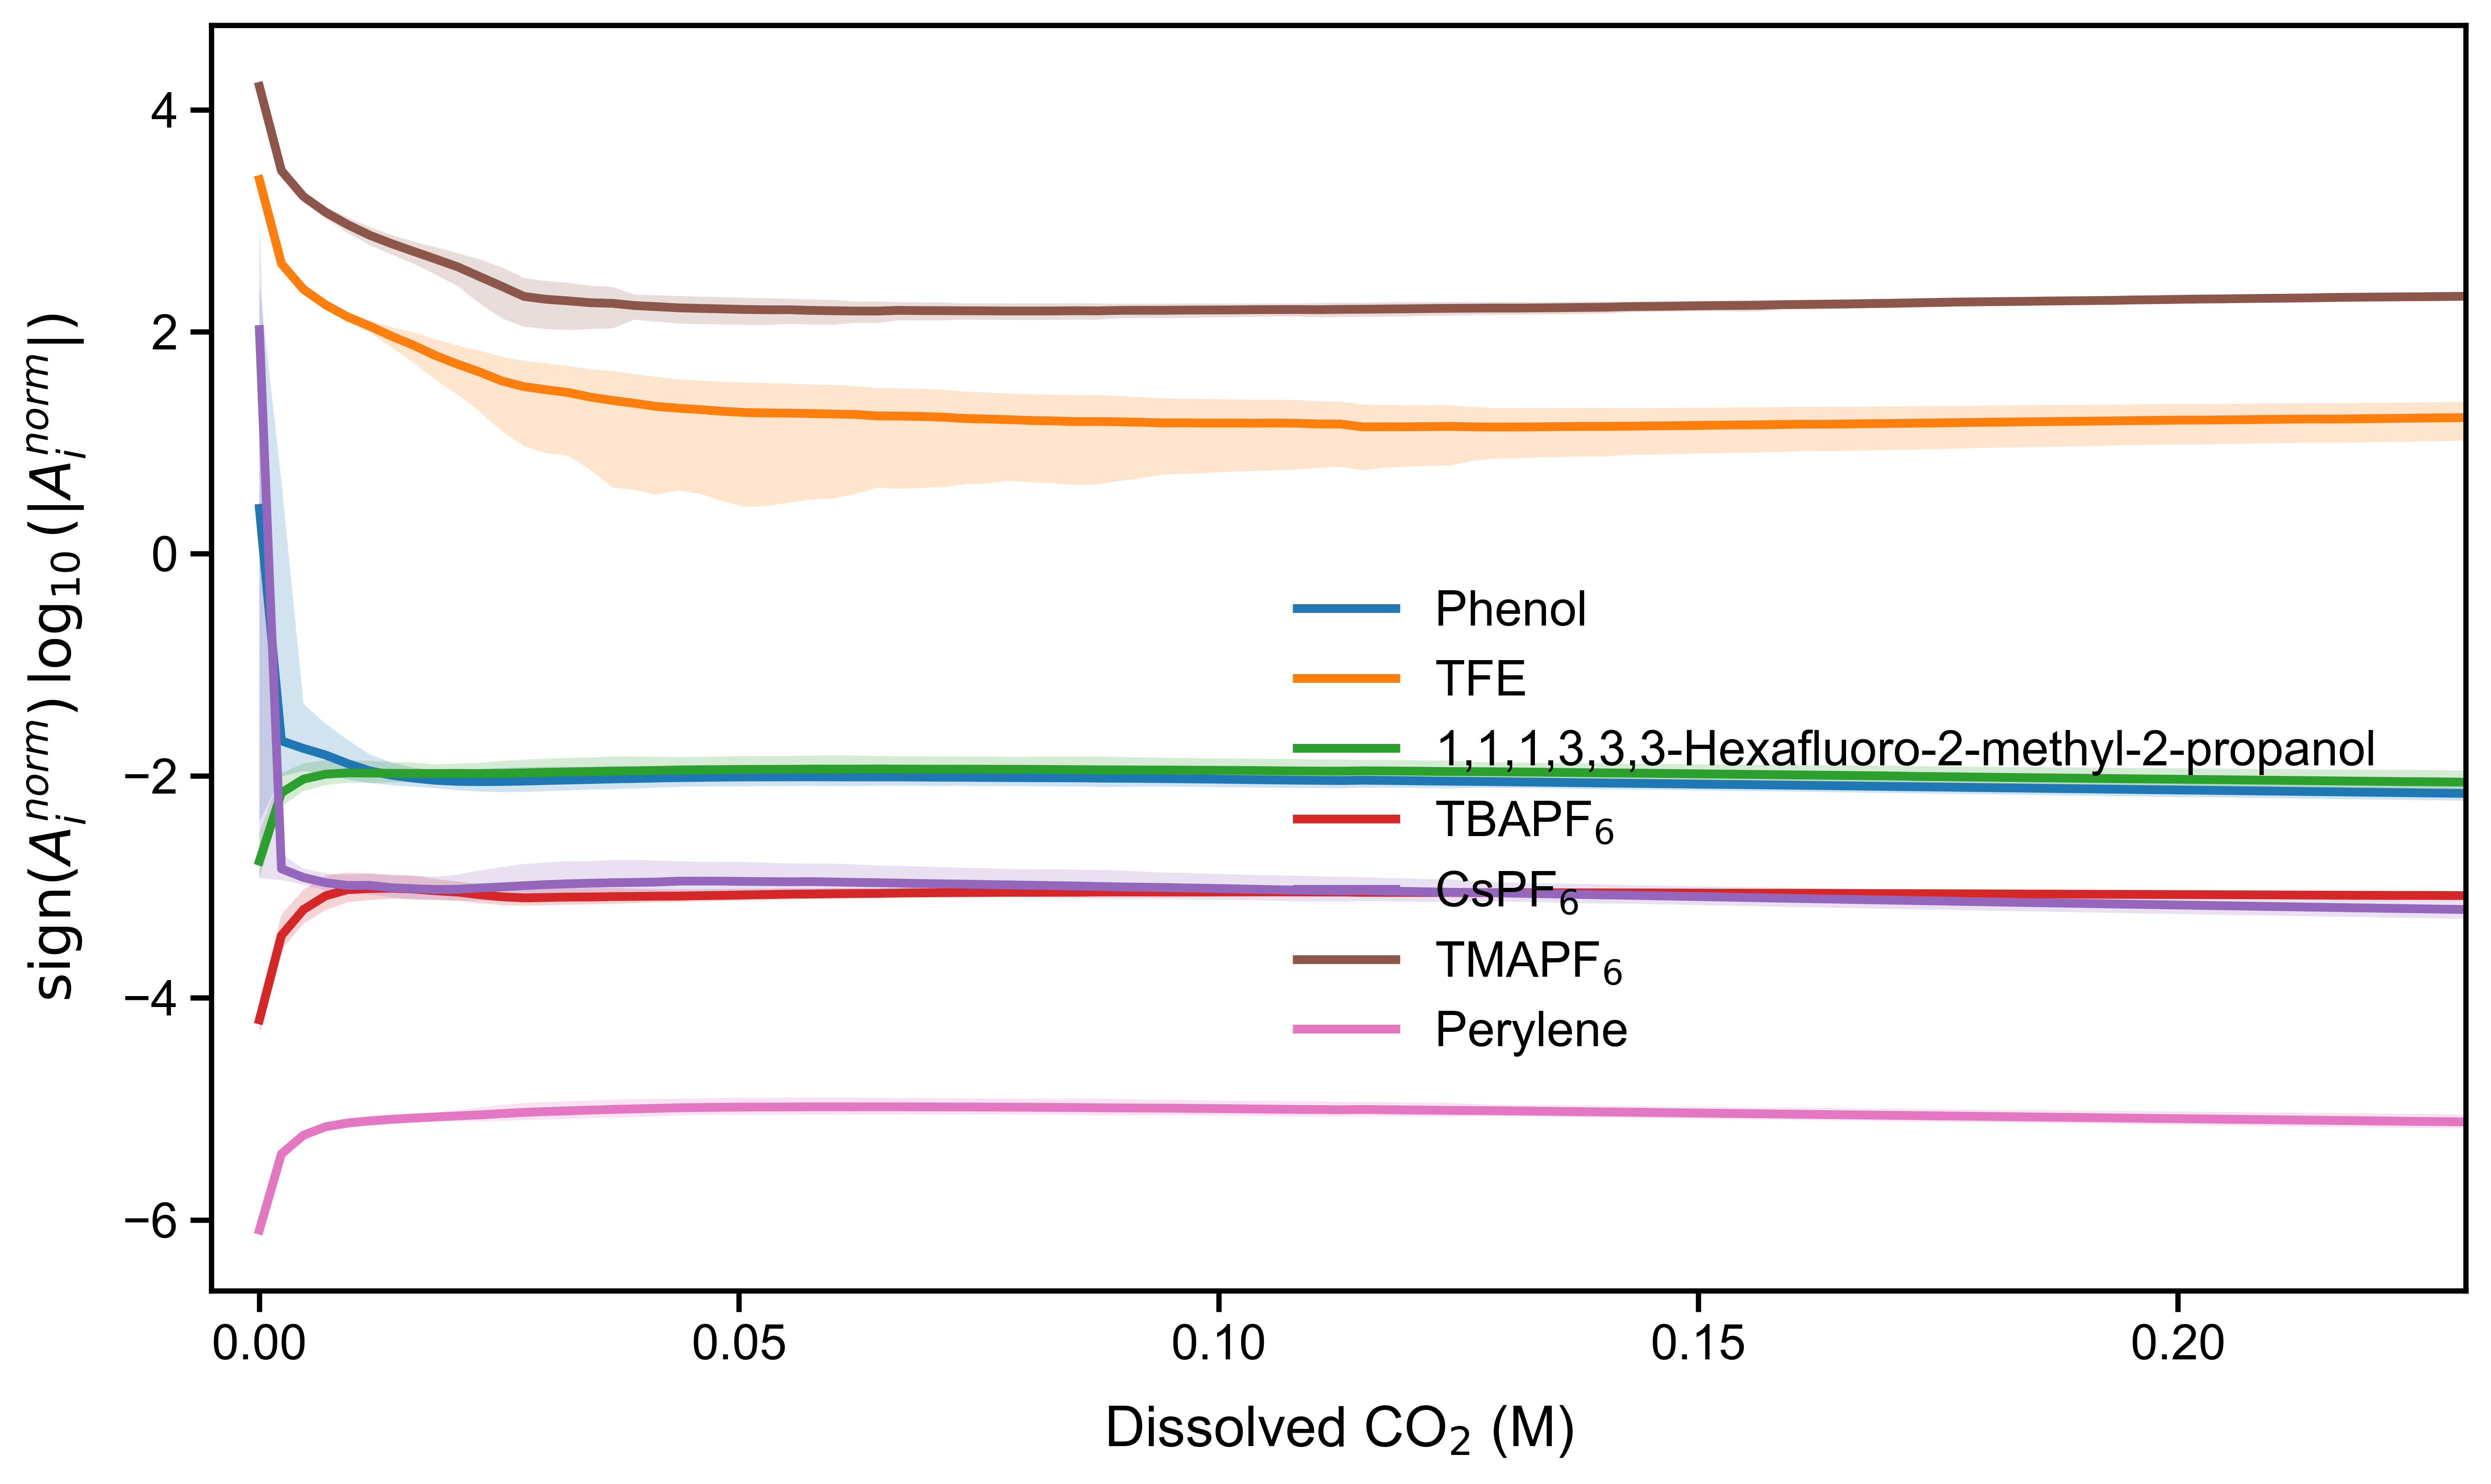 sign(A_i^norm) log₁₀ (|A_i^norm|)
4
2
0
−2
−4
−6
Phenol
TFE
1,1,1,3,3,3-Hexafluoro-2-methyl-2-propanol
TBAPF₆
CsPF₆
TMAPF₆
Perylene
0.00 0.05 0.10 0.15 0.20
Dissolved CO₂ (M)